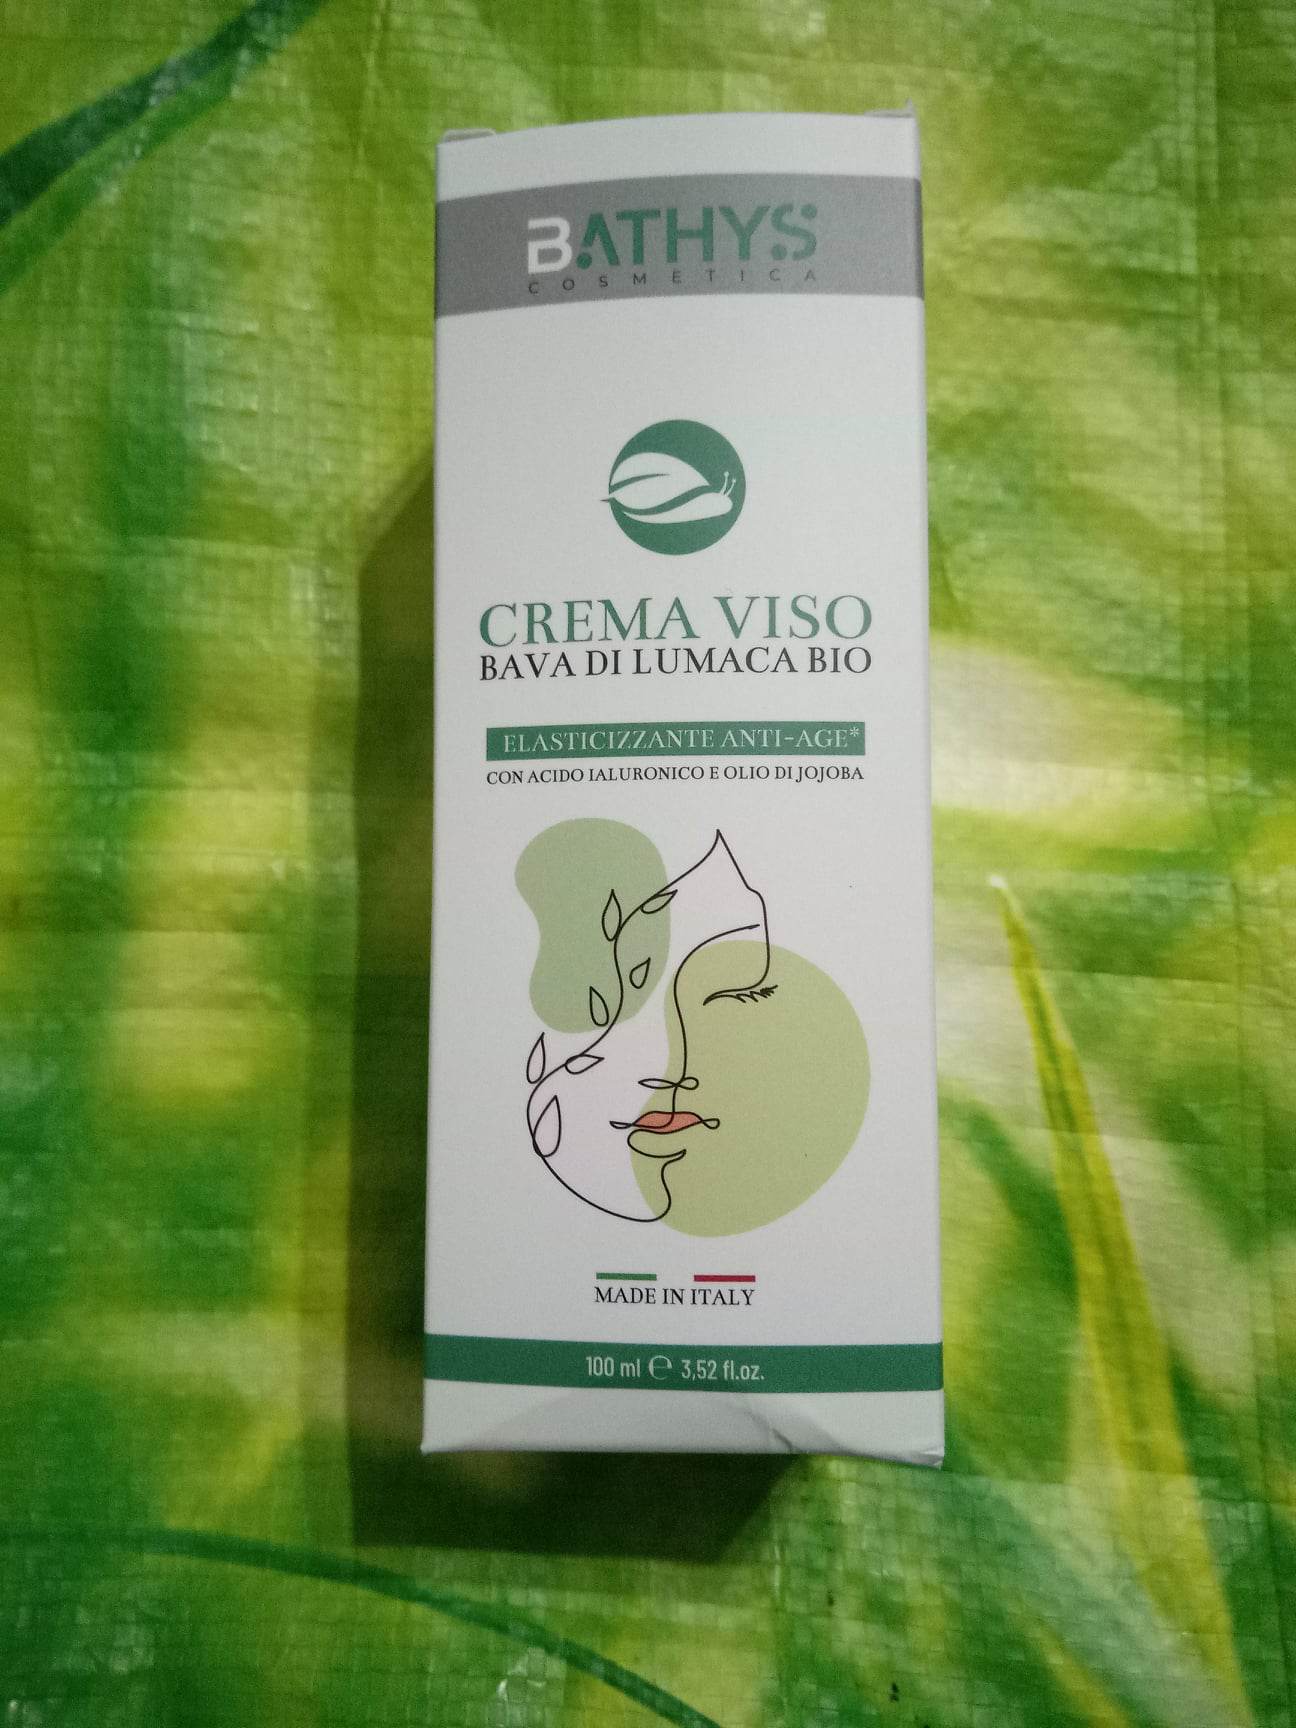 BATHYS
COSMETICA
CREMA VISO
BAVA DI LUMACA BIO
ELASTICIZZANTE ANTI-AGE*
CON ACIDO IALURONICO E OLIO DI JOJOBA
MADE IN ITALY
100 ml ℮ 3,52 fl.oz.